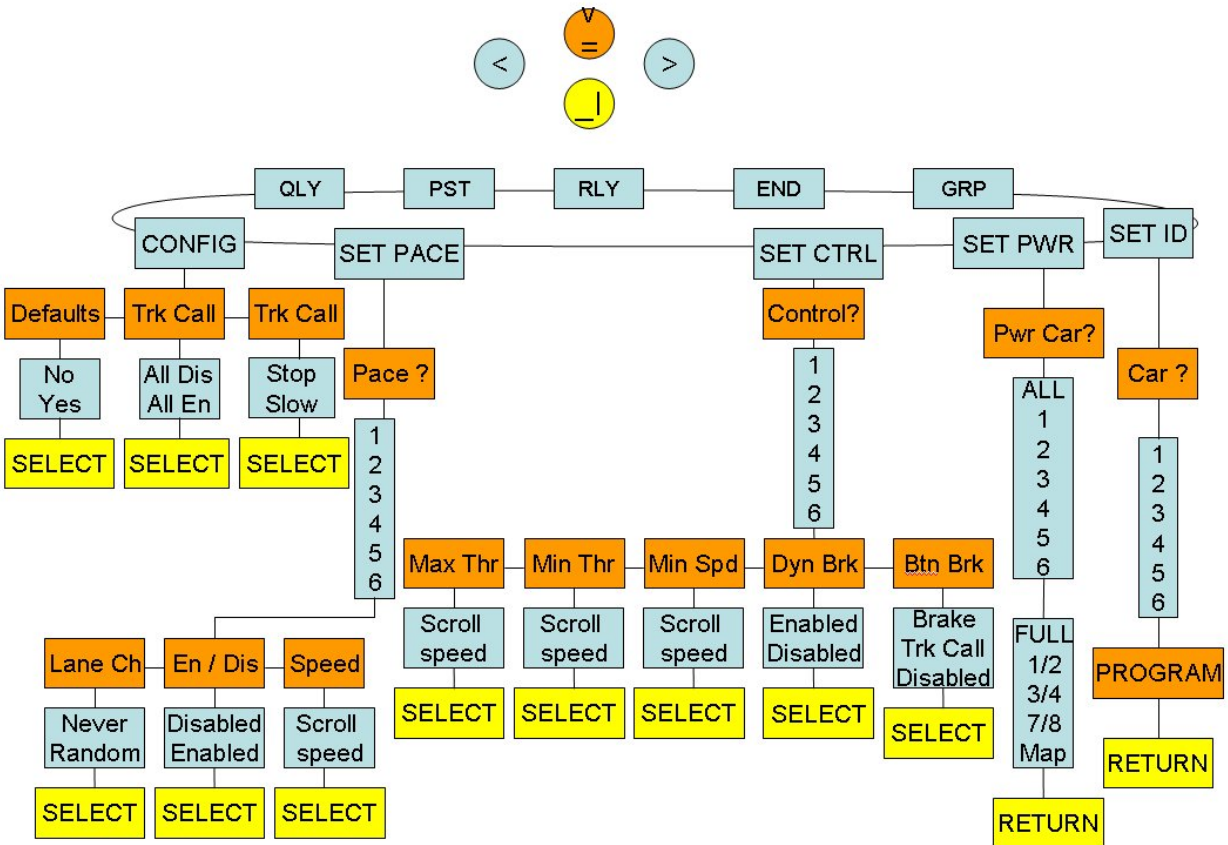 v
=
<
>
_|
QLY
PST
RLY
END
GRP
CONFIG
SET PACE
SET CTRL
SET PWR
SET ID
Defaults
Trk Call
Trk Call
No
Yes
All Dis
All En
Stop
Slow
SELECT
SELECT
SELECT
Pace ?
1
2
3
4
5
6
Lane Ch
En / Dis
Speed
Never
Random
Disabled
Enabled
Scroll
speed
SELECT
SELECT
SELECT
Control?
1
2
3
4
5
6
Max Thr
Min Thr
Min Spd
Dyn Brk
Btn Brk
Scroll
speed
Scroll
speed
Scroll
speed
Enabled
Disabled
Brake
Trk Call
Disabled
SELECT
SELECT
SELECT
SELECT
SELECT
Pwr Car?
ALL
1
2
3
4
5
6
FULL
1/2
3/4
7/8
Map
RETURN
Car ?
1
2
3
4
5
6
PROGRAM
RETURN